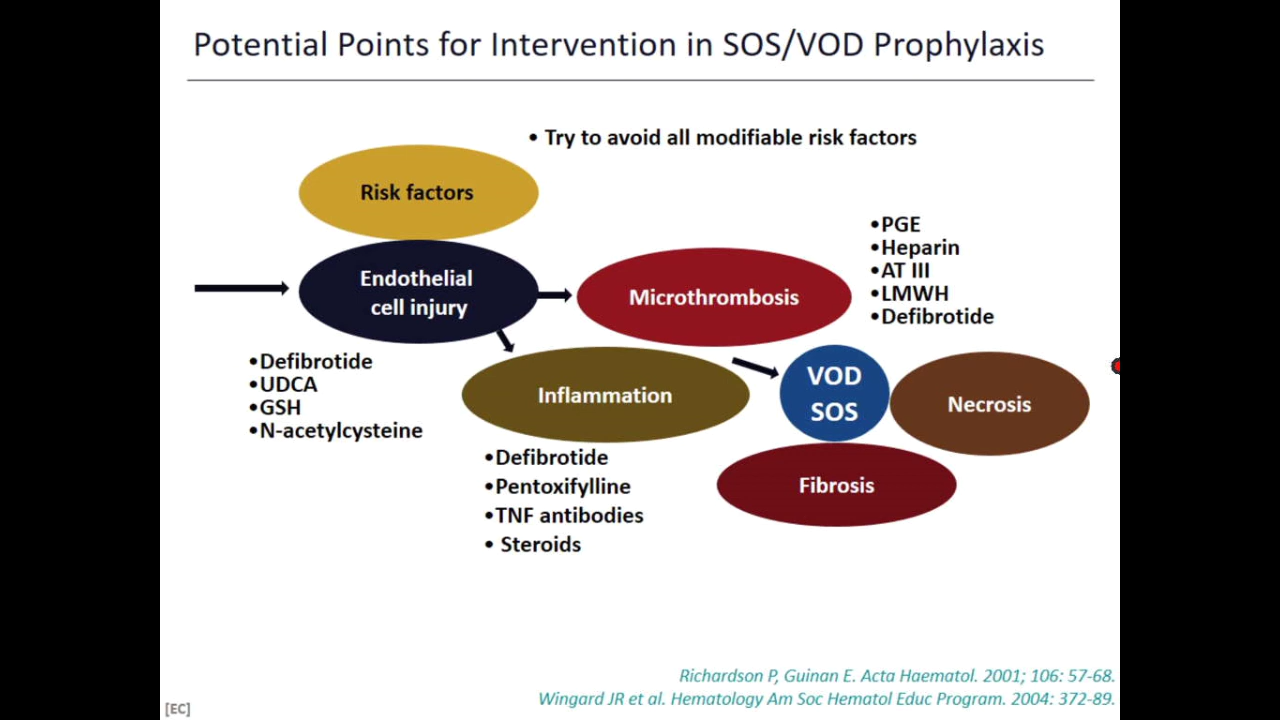 Potential Points for Intervention in SOS/VOD Prophylaxis
• Try to avoid all modifiable risk factors
Risk factors
Endothelial
cell injury
Microthrombosis
•PGE
•Heparin
•AT III
•LMWH
•Defibrotide
•Defibrotide
•UDCA
•GSH
•N-acetylcysteine
Inflammation
VOD
SOS
Necrosis
•Defibrotide
•Pentoxifylline
•TNF antibodies
• Steroids
Fibrosis
Richardson P, Guinan E. Acta Haematol. 2001; 106: 57-68.
Wingard JR et al. Hematology Am Soc Hematol Educ Program. 2004: 372-89.
[EC]